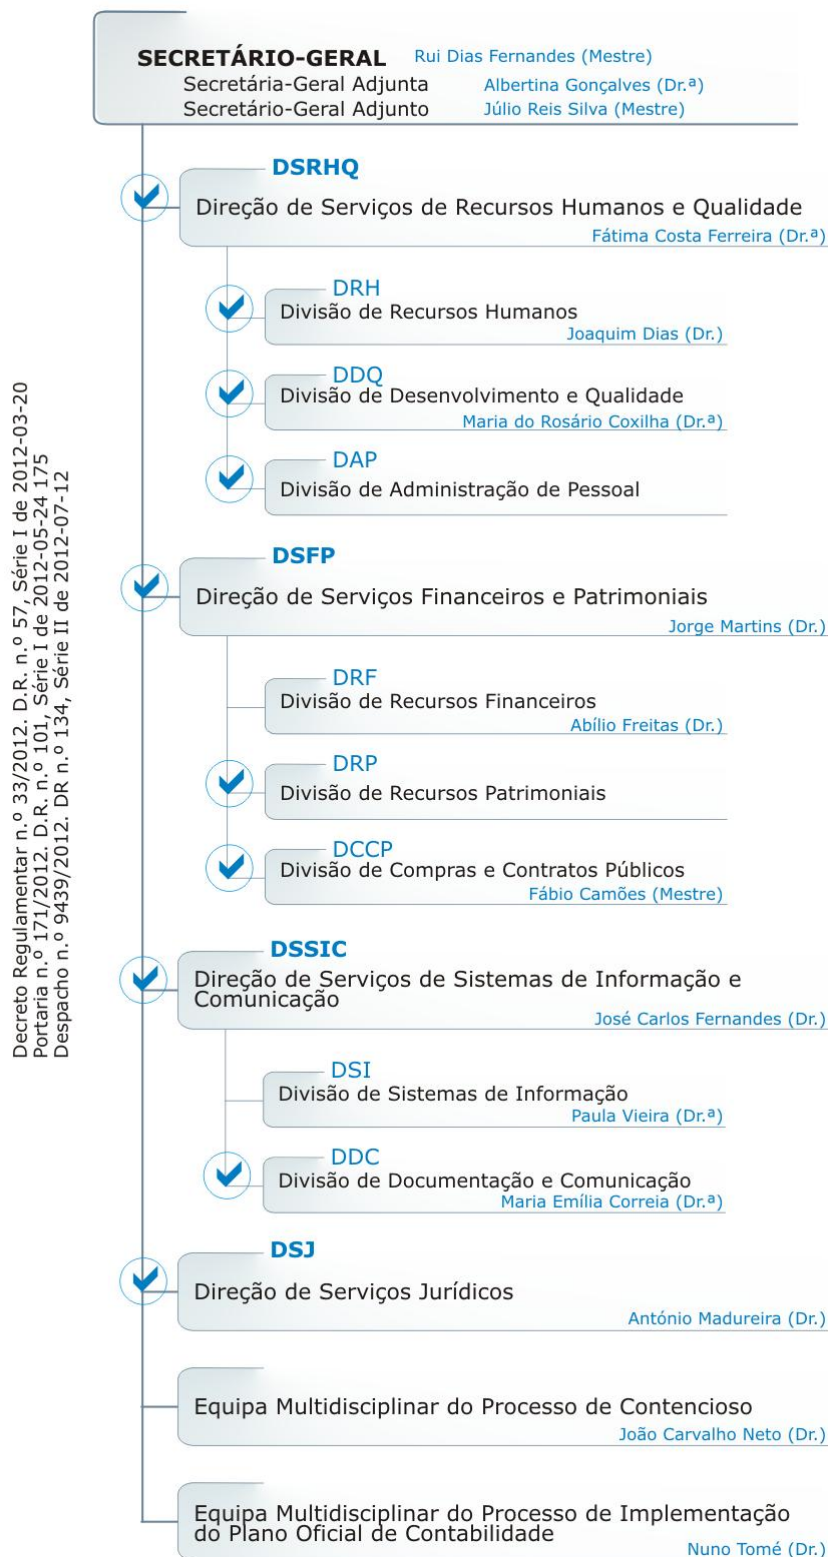 SECRETÁRIO-GERAL Rui Dias Fernandes (Mestre)
Secretária-Geral Adjunta Albertina Gonçalves (Dr.ª)
Secretário-Geral Adjunto Júlio Reis Silva (Mestre)
DSRHQ
Direção de Serviços de Recursos Humanos e Qualidade
Fátima Costa Ferreira (Dr.ª)
DRH
Divisão de Recursos Humanos
Joaquim Dias (Dr.)
DDQ
Divisão de Desenvolvimento e Qualidade
Maria do Rosário Coxilha (Dr.ª)
DAP
Divisão de Administração de Pessoal
DSFP
Direção de Serviços Financeiros e Patrimoniais
Jorge Martins (Dr.)
DRF
Divisão de Recursos Financeiros
Abílio Freitas (Dr.)
DRP
Divisão de Recursos Patrimoniais
DCCP
Divisão de Compras e Contratos Públicos
Fábio Camões (Mestre)
DSSIC
Direção de Serviços de Sistemas de Informação e
Comunicação
José Carlos Fernandes (Dr.)
DSI
Divisão de Sistemas de Informação
Paula Vieira (Dr.ª)
DDC
Divisão de Documentação e Comunicação
Maria Emília Correia (Dr.ª)
DSJ
Direção de Serviços Jurídicos
António Madureira (Dr.)
Equipa Multidisciplinar do Processo de Contencioso
João Carvalho Neto (Dr.)
Equipa Multidisciplinar do Processo de Implementação
do Plano Oficial de Contabilidade
Nuno Tomé (Dr.)
Decreto Regulamentar n.º 33/2012. D.R. n.º 57, Série I de 2012-03-20
Portaria n.º 171/2012. D.R. n.º 101, Série I de 2012-05-24 175
Despacho n.º 9439/2012. DR n.º 134, Série II de 2012-07-12